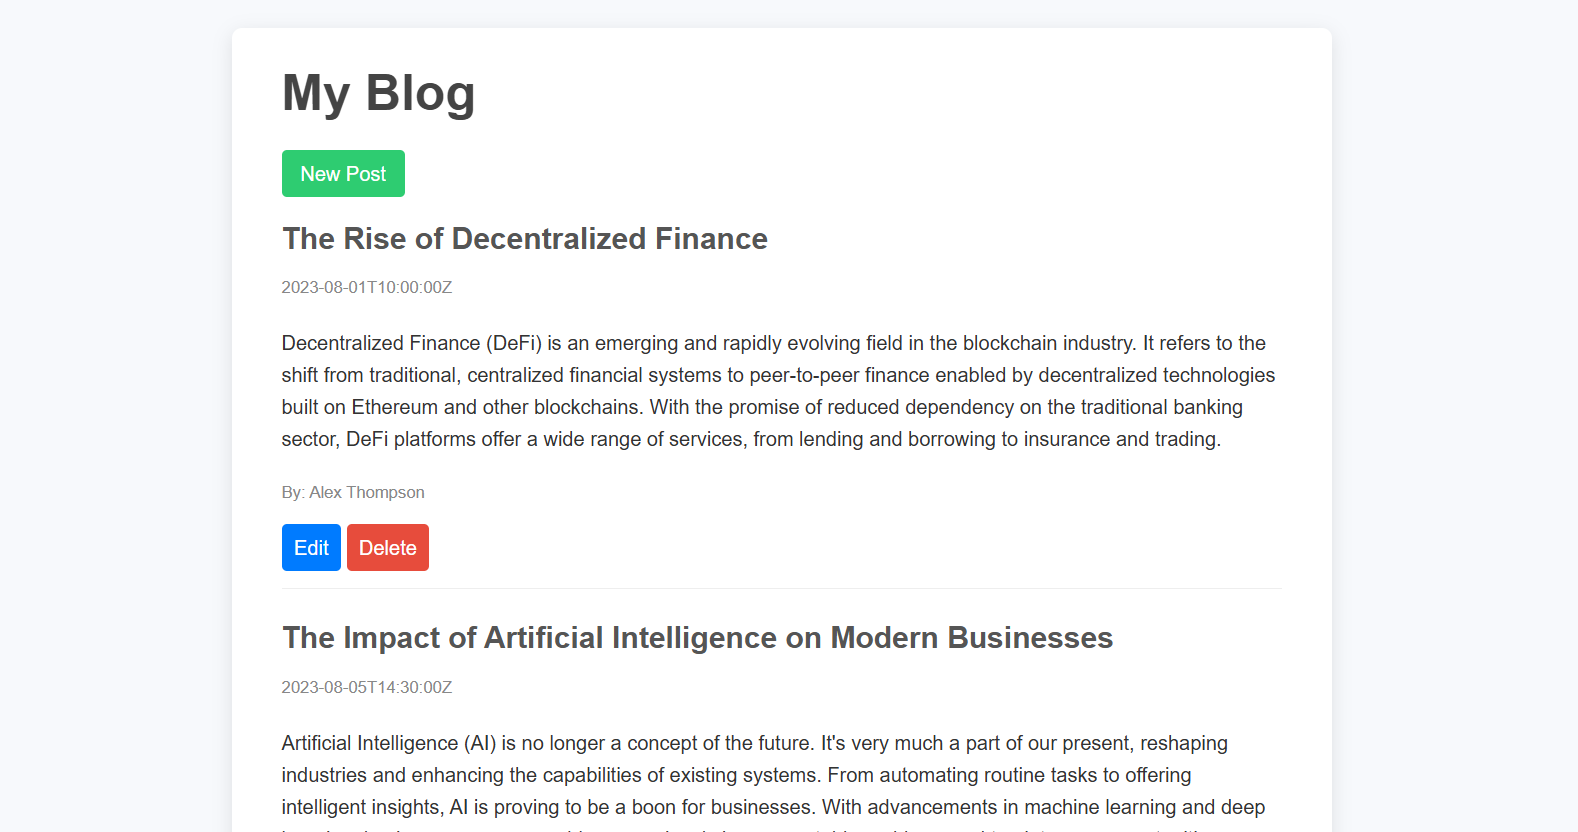 My Blog
New Post
The Rise of Decentralized Finance
2023-08-01T10:00:00Z
Decentralized Finance (DeFi) is an emerging and rapidly evolving field in the blockchain industry. It refers to the
shift from traditional, centralized financial systems to peer-to-peer finance enabled by decentralized technologies
built on Ethereum and other blockchains. With the promise of reduced dependency on the traditional banking
sector, DeFi platforms offer a wide range of services, from lending and borrowing to insurance and trading.
By: Alex Thompson
Edit Delete
The Impact of Artificial Intelligence on Modern Businesses
2023-08-05T14:30:00Z
Artificial Intelligence (AI) is no longer a concept of the future. It's very much a part of our present, reshaping
industries and enhancing the capabilities of existing systems. From automating routine tasks to offering
intelligent insights, AI is proving to be a boon for businesses. With advancements in machine learning and deep